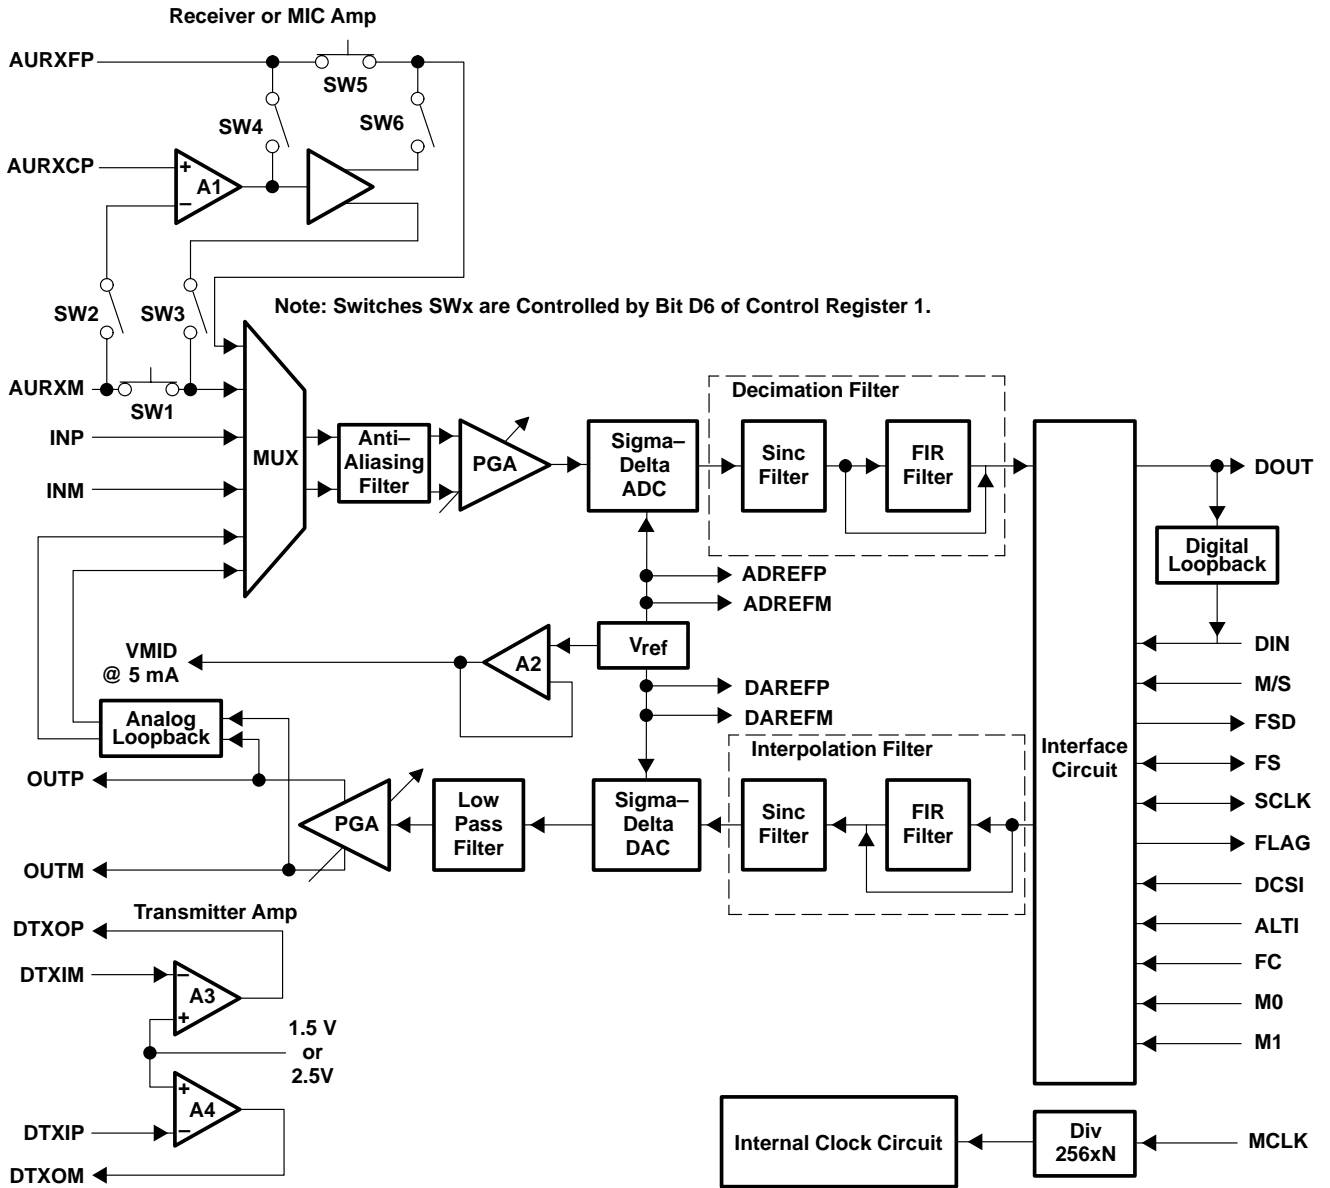 Receiver or MIC Amp
AURXFP
SW5
SW4
SW6
AURXCP
+
A1
−
SW2
SW3
Note: Switches SWx are Controlled by Bit D6 of Control Register 1.
AURXM
SW1
INP
INM
MUX
Anti–
Aliasing
Filter
PGA
Sigma–
Delta
ADC
Decimation Filter
Sinc
Filter
FIR
Filter
DOUT
Digital
Loopback
ADREFP
ADREFM
VMID
@ 5 mA
A2
Vref
DIN
M/S
DAREFP
DAREFM
FSD
Analog
Loopback
Interpolation Filter
Interface
Circuit
FS
OUTP
PGA
Low
Pass
Filter
Sigma–
Delta
DAC
Sinc
Filter
FIR
Filter
SCLK
FLAG
OUTM
DCSI
Transmitter Amp
DTXOP
ALTI
DTXIM
−
A3
+
FC
M0
1.5 V
or
2.5V
M1
+
A4
−
DTXIP
DTXOM
Internal Clock Circuit
Div
256xN
MCLK